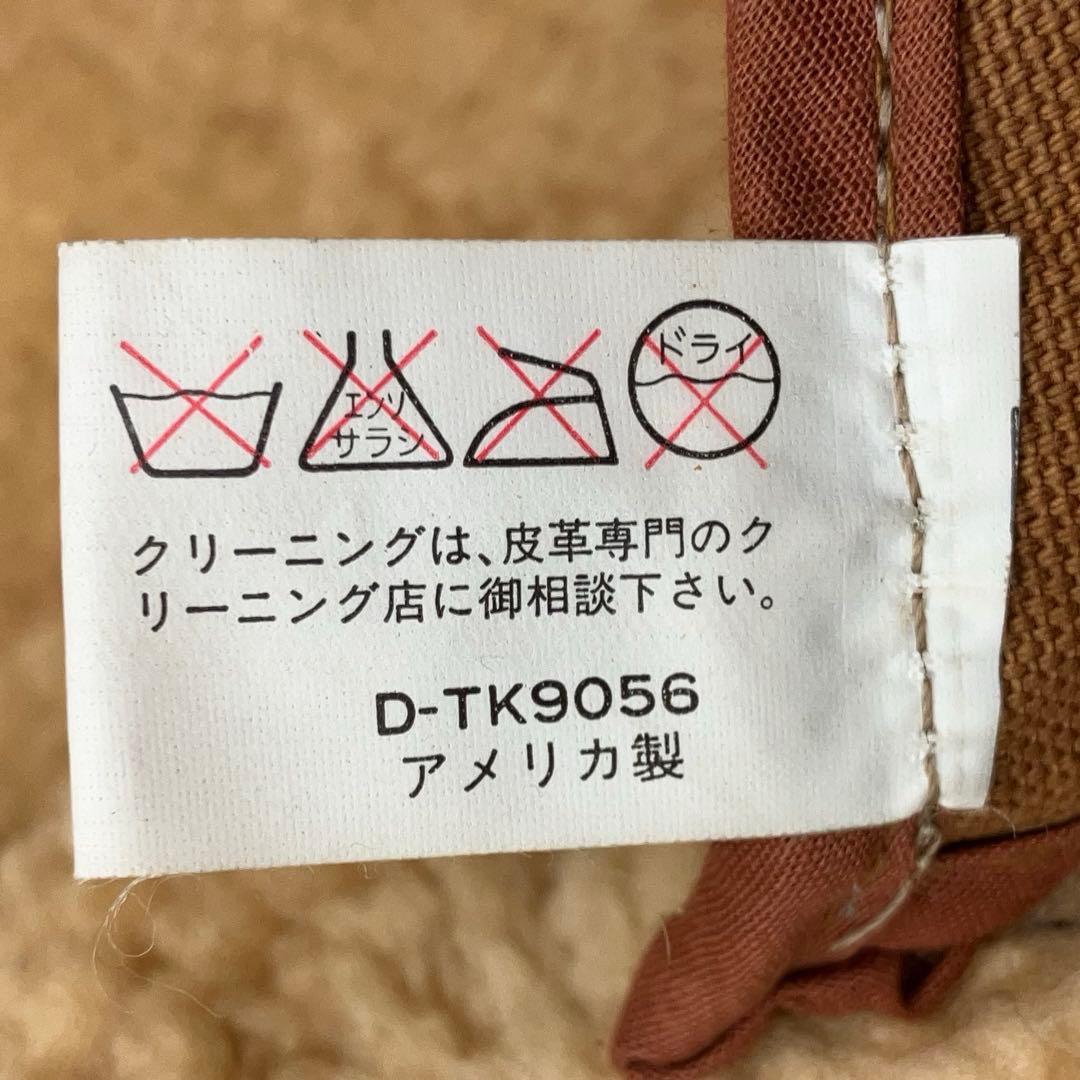 ドライ
エンソ
サラシ
クリーニングは、皮革専門のク
リーニング店に御相談下さい。
D-TK9056
アメリカ製